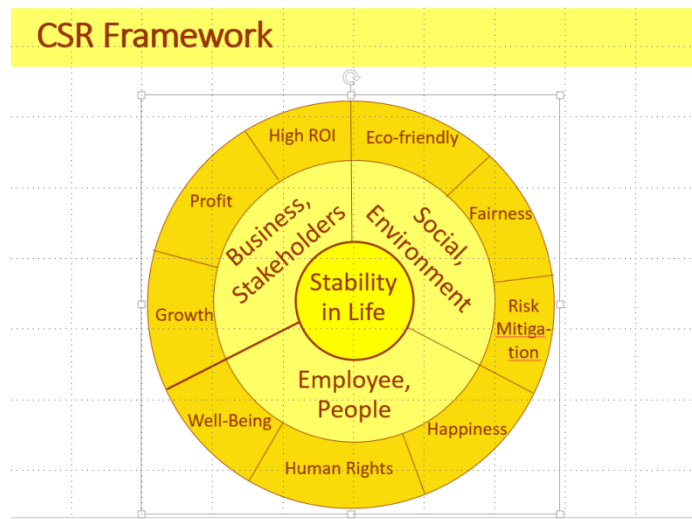 CSR Framework
High ROI
Eco-friendly
Profit
Fairness
Business,
Stakeholders
Social,
Environment
Growth
Stability
in Life
Risk
Mitiga-
tion
Employee,
People
Well-Being
Happiness
Human Rights